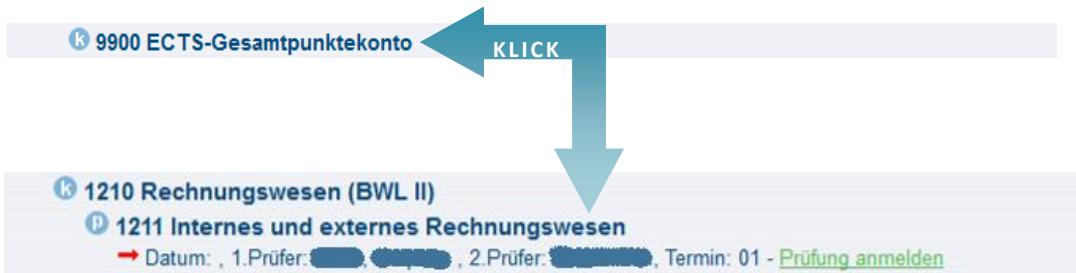 k 9900 ECTS-Gesamtpunktekonto
KLICK
k 1210 Rechnungswesen (BWL II)
p 1211 Internes und externes Rechnungswesen
Datum: , 1.Prüfer: , , 2.Prüfer: , Termin: 01 - Prüfung anmelden